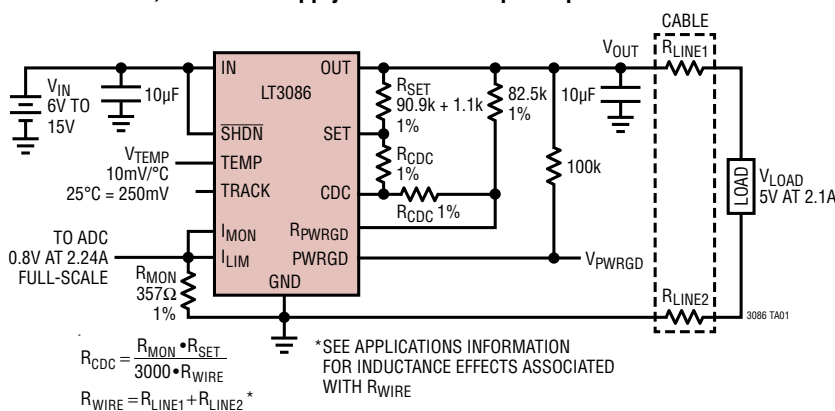 CABLE
V_OUT
R_LINE1
IN
OUT
V_IN
6V TO
15V
10µF
LT3086
R_SET
90.9k + 1.1k
1%
82.5k
1%
10µF
SHDN
SET
V_TEMP
10mV/°C
25°C = 250mV
TEMP
R_CDC
1%
100k
TRACK
CDC
R_CDC 1%
LOAD
V_LOAD
5V AT 2.1A
I_MON
R_PWRGD
TO ADC
0.8V AT 2.24A
FULL-SCALE
I_LIM
PWRGD
V_PWRGD
R_MON
357Ω
1%
GND
R_LINE2
3086 TA01
R_CDC = R_MON • R_SET
3000 • R_WIRE
R_WIRE = R_LINE1 + R_LINE2 *
*SEE APPLICATIONS INFORMATION
FOR INDUCTANCE EFFECTS ASSOCIATED
WITH R_WIRE